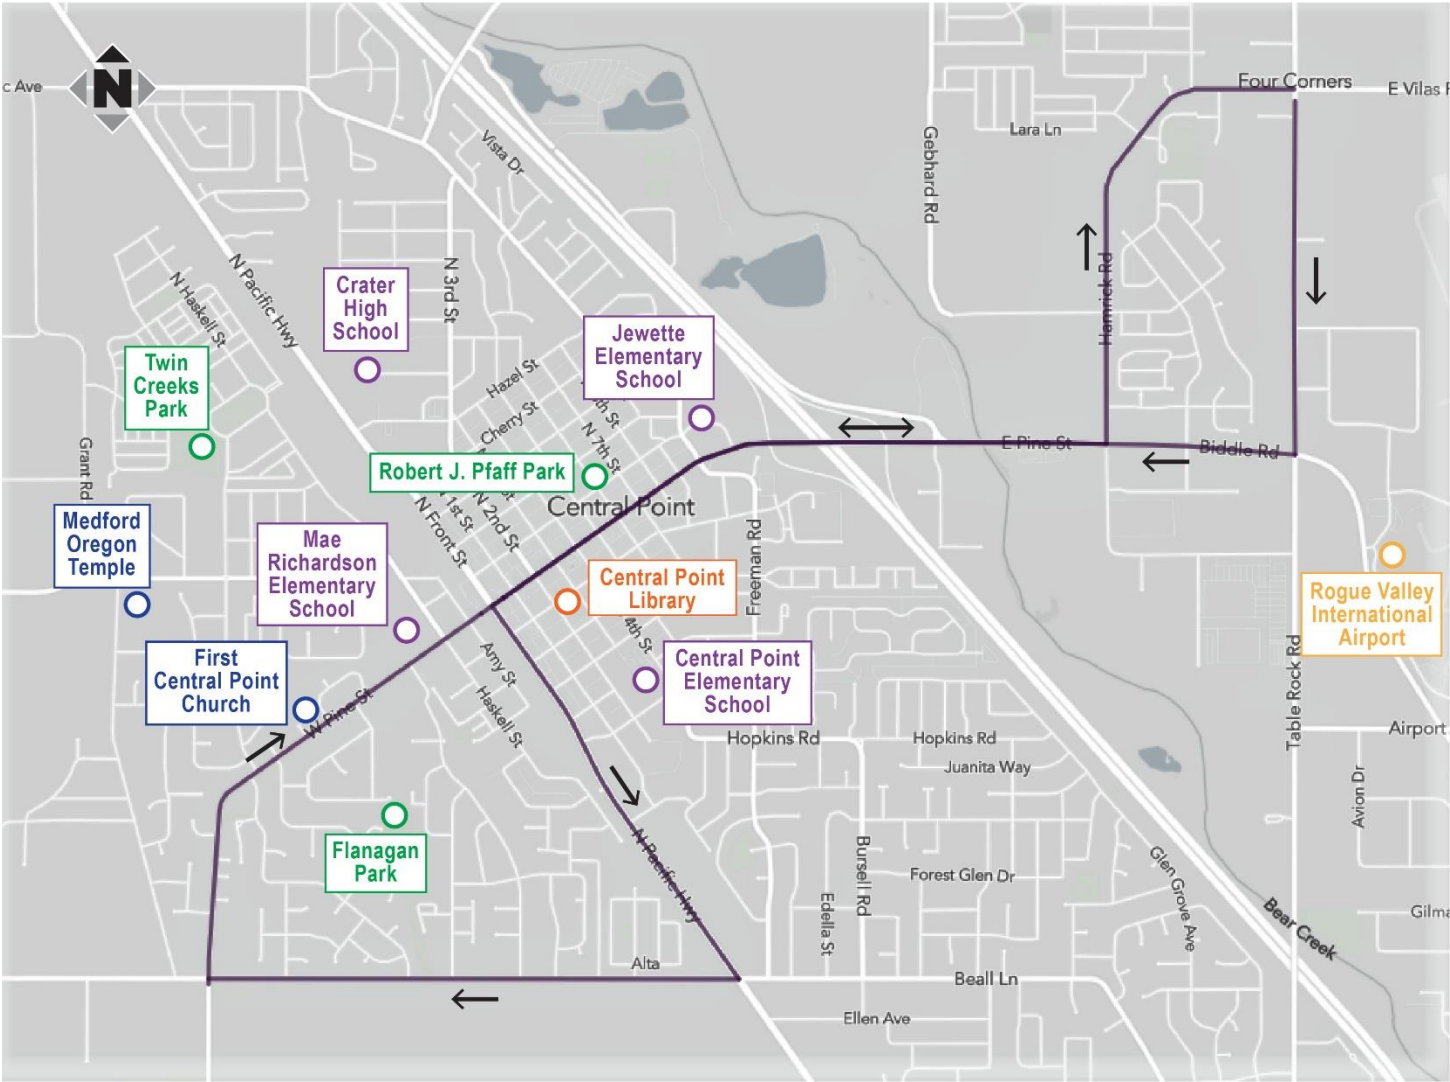 Four Corners
c Ave
N
E Vilas R
Lara Ln
Vista Dr
Gebhard Rd
N Pacific Hwy
N 3rd St
Hamrick Rd
N Haskell St
Crater
High
School
Jewette
Elementary
School
Twin
Creeks
Park
Hazel St
Cherry St
N 7th St
E Pine St
Biddle Rd
Grant Rd
Robert J. Pfaff Park
N Front St
N 1st St
N 2nd St
Central Point
Medford
Oregon
Temple
Mae
Richardson
Elementary
School
Freeman Rd
Central Point
Library
Rogue Valley
International
Airport
4th St
First
Central Point
Church
Amy St
Haskell St
Central Point
Elementary
School
Table Rock Rd
W Pine St
Hopkins Rd
Hopkins Rd
Airport
Juanita Way
Avion Dr
Flanagan
Park
N Pacific Hwy
Bursell Rd
Forest Glen Dr
Glen Grove Ave
Edella St
Bear Creek
Gilma
Alta
Beall Ln
Ellen Ave